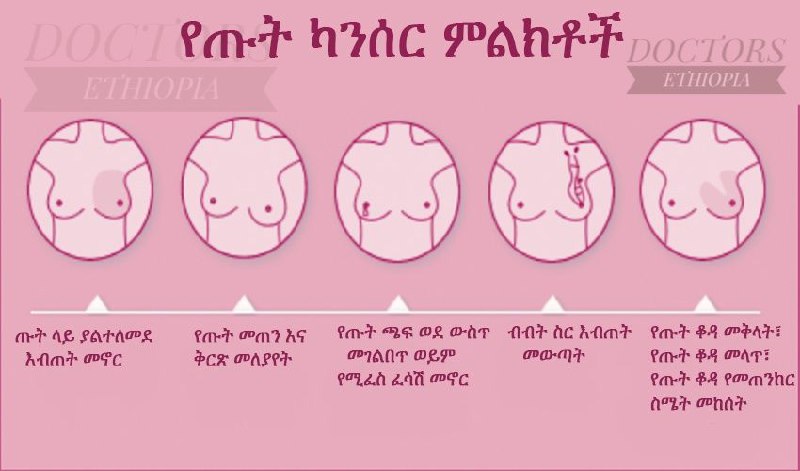 የጡት ካንሰር ምልክቶች
DOCTORS
ETHIOPIA
DOCTORS
ETHIOPIA
ጡት ላይ ያልተለመደ
እብጠት መኖር
የጡት መጠን እና
ቅርጽ መለያየት
የጡት ጫፍ ወደ ውስጥ
መገልበጥ ወይም
የሚፈስ ፈሳሽ መኖር
ብብት ስር እብጠት
መውጣት
የጡት ቆዳ መቅላት፣
የጡት ቆዳ መላጥ፣
የጡት ቆዳ የመጠንከር
ስሜት መከሰት